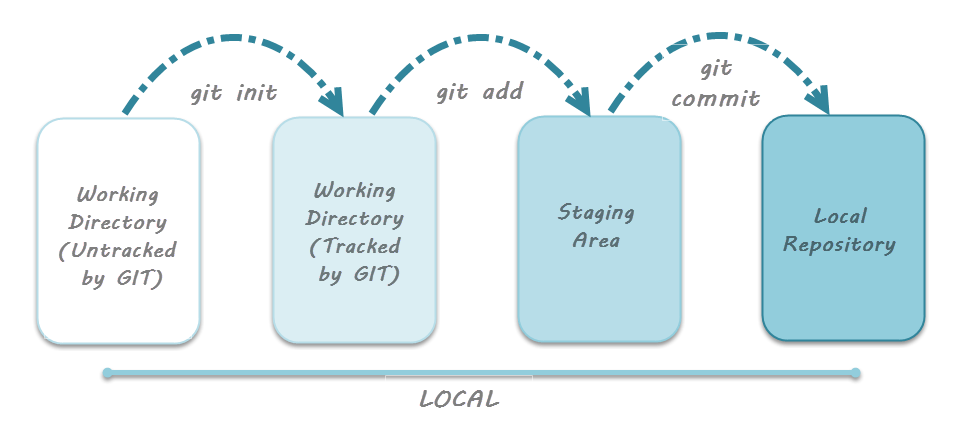 git init
git add
git
commit
Working
Directory
(Untracked
by GIT)
Working
Directory
(Tracked
by GIT)
Staging
Area
Local
Repository
LOCAL